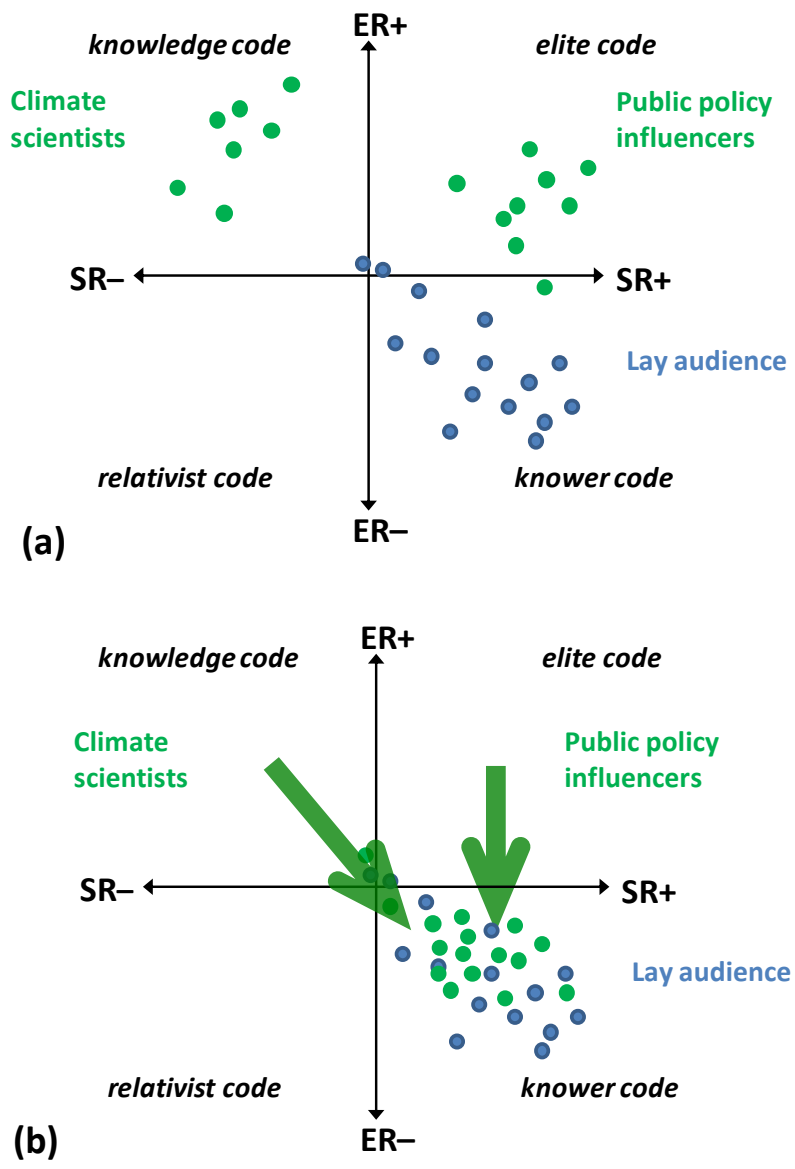 knowledge code
ER+
elite code
Climate
scientists
Public policy
influencers
SR–
SR+
Lay audience
relativist code
knower code
ER–
(a)
ER+
knowledge code
elite code
Climate
scientists
Public policy
influencers
SR–
SR+
Lay audience
relativist code
knower code
ER–
(b)